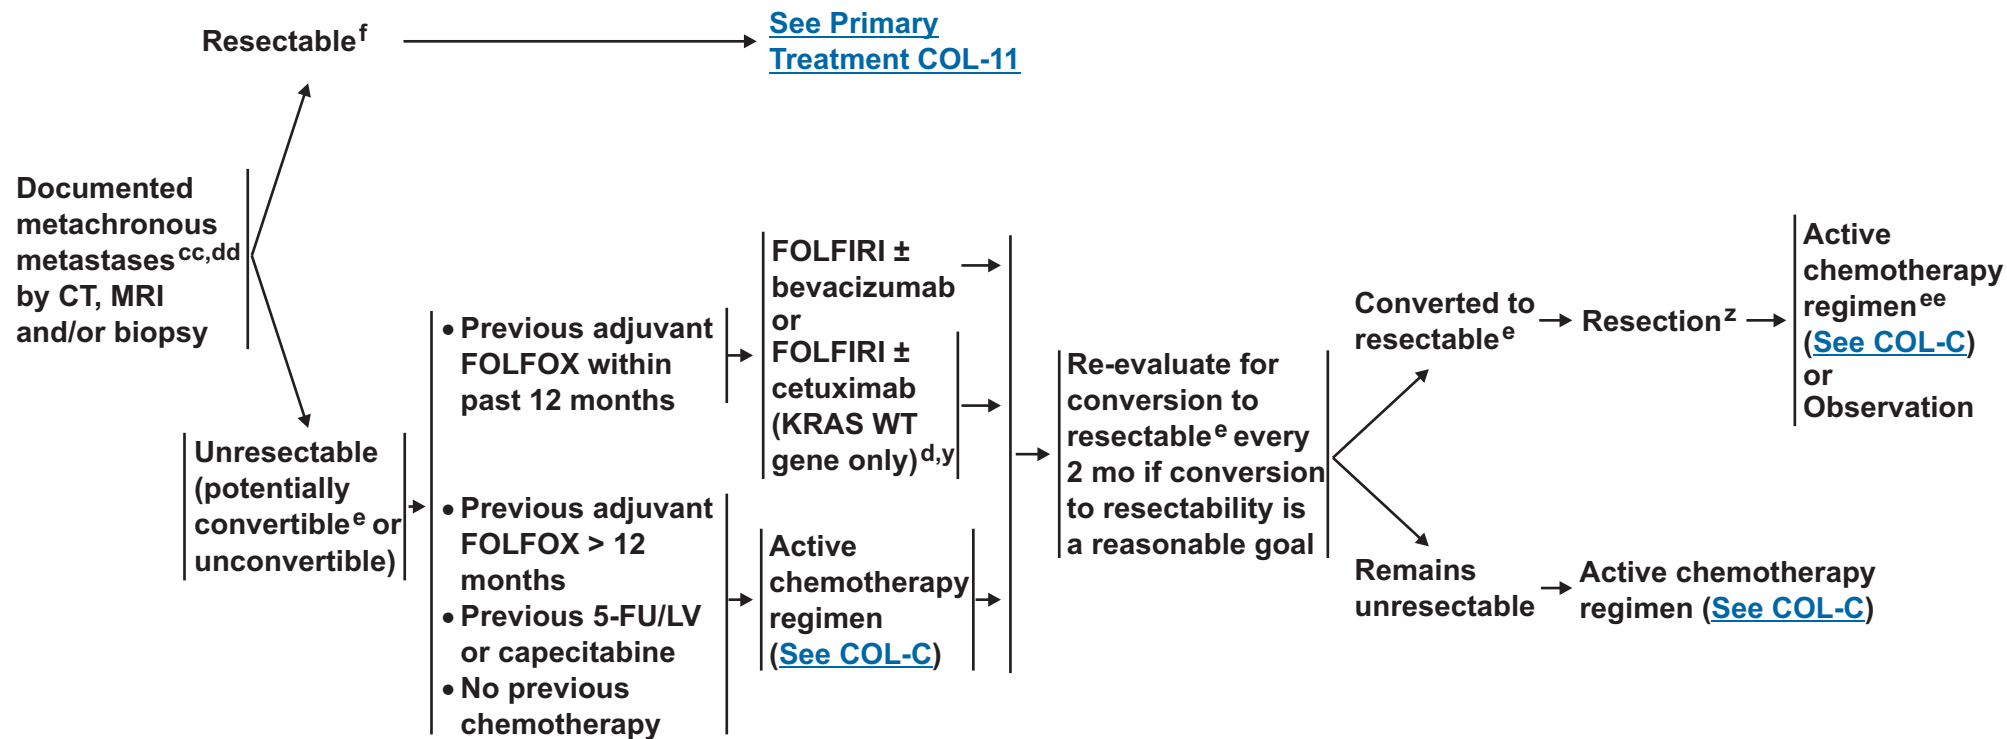 Resectable f
See Primary
Treatment COL-11
Documented
metachronous
metastases cc,dd
by CT, MRI
and/or biopsy
Unresectable
(potentially
convertible e or
unconvertible)
• Previous adjuvant
FOLFOX within
past 12 months
• Previous adjuvant
FOLFOX > 12
months
• Previous 5-FU/LV
or capecitabine
• No previous
chemotherapy
FOLFIRI ±
bevacizumab
or
FOLFIRI ±
cetuximab
(KRAS WT
gene only) d,y
Active
chemotherapy
regimen
(See COL-C)
Re-evaluate for
conversion to
resectable e every
2 mo if conversion
to resectability is
a reasonable goal
Converted to
resectable e
Resection z
Active
chemotherapy
regimen ee
(See COL-C)
or
Observation
Remains
unresectable
Active chemotherapy
regimen (See COL-C)